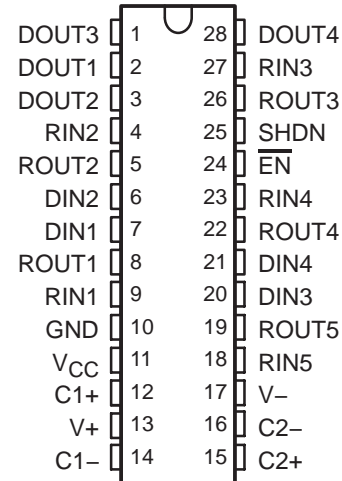 DOUT3 1 28 DOUT4
DOUT1 2 27 RIN3
DOUT2 3 26 ROUT3
RIN2 4 25 SHDN
ROUT2 5 24 E̅N̅
DIN2 6 23 RIN4
DIN1 7 22 ROUT4
ROUT1 8 21 DIN4
RIN1 9 20 DIN3
GND 10 19 ROUT5
VCC 11 18 RIN5
C1+ 12 17 V−
V+ 13 16 C2−
C1− 14 15 C2+